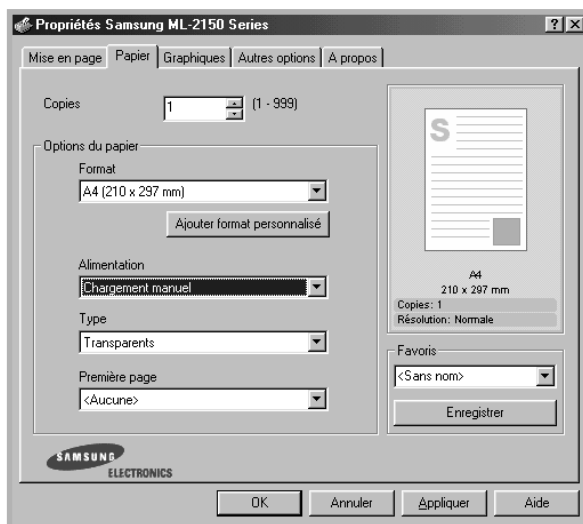 Propriétés Samsung ML-2150 Series
Mise en page Papier Graphiques Autres options A propos
Copies 1 (1 - 999)
Options du papier
Format
A4 (210 x 297 mm)
Ajouter format personnalisé
Alimentation
Chargement manuel
Type
Transparents
Première page
<Aucune>
S
A4
210 x 297 mm
Copies: 1
Résolution: Normale
Favoris
<Sans nom>
Enregistrer
SAMSUNG
ELECTRONICS
OK Annuler Appliquer Aide